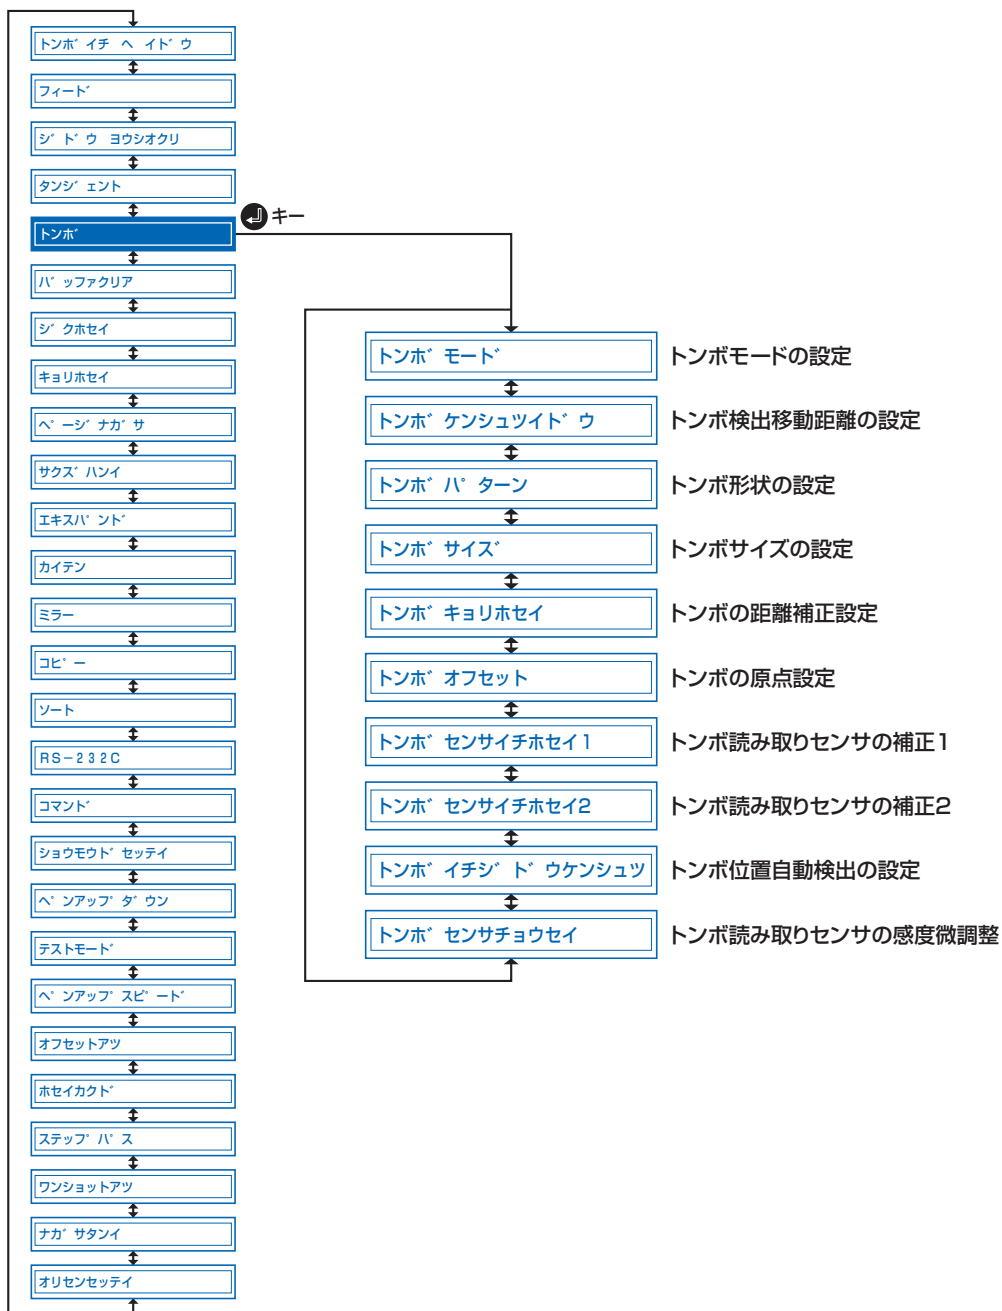 トンボ イチ ヘ イドウ
フィード
ジドウ ヨウシオクリ
タンジェント
トンボ
キー
バッファクリア
ジクホセイ
キョリホセイ
ページナガサ
サクズハンイ
エキスパンド
カイテン
ミラー
コピー
ソート
RS－232C
コマンド
ショウモウドセッテイ
ペンアップダウン
テストモード
ペンアップスピード
オフセットアツ
ホセイカクド
ステップパス
ワンショットアツ
ナガサタンイ
オリセンセッテイ
トンボ モード トンボモードの設定
トンボ ケンシュツイドウ トンボ検出移動距離の設定
トンボ パターン トンボ形状の設定
トンボ サイズ トンボサイズの設定
トンボ キョリホセイ トンボの距離補正設定
トンボ オフセット トンボの原点設定
トンボ センサイチホセイ1 トンボ読み取りセンサの補正1
トンボ センサイチホセイ2 トンボ読み取りセンサの補正2
トンボ イチジドウケンシュツ トンボ位置自動検出の設定
トンボ センサチョウセイ トンボ読み取りセンサの感度微調整